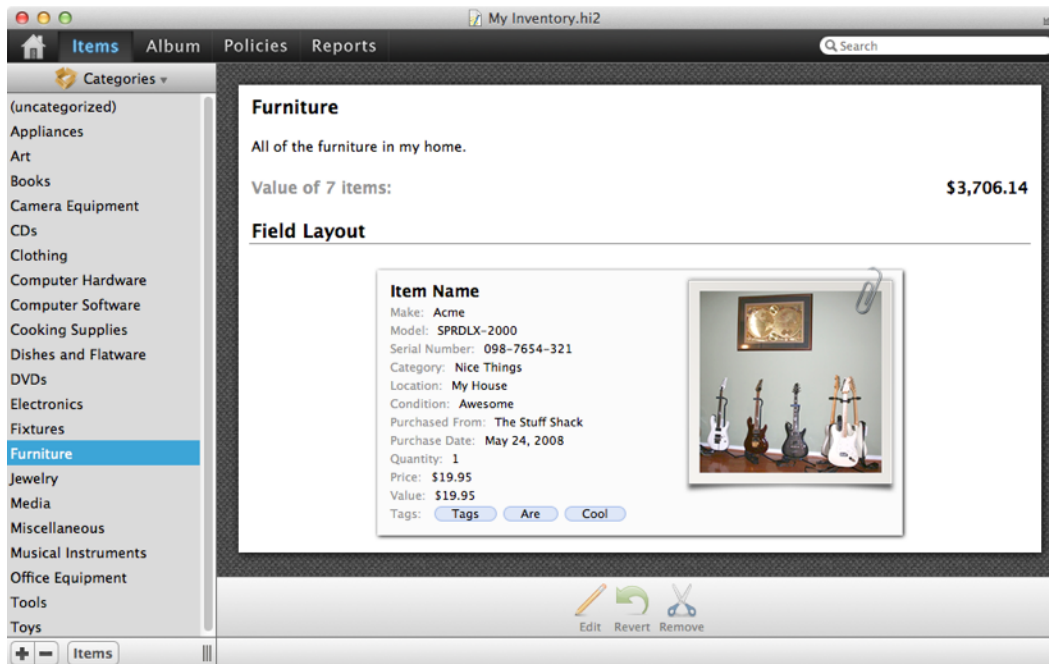 My Inventory.hi2
Items Album Policies Reports
Search
Categories
(uncategorized)
Appliances
Art
Books
Camera Equipment
CDs
Clothing
Computer Hardware
Computer Software
Cooking Supplies
Dishes and Flatware
DVDs
Electronics
Fixtures
Furniture
Jewelry
Media
Miscellaneous
Musical Instruments
Office Equipment
Tools
Toys
Items
Furniture
All of the furniture in my home.
Value of 7 items: $3,706.14
Field Layout
Item Name
Make: Acme
Model: SPRDLX-2000
Serial Number: 098-7654-321
Category: Nice Things
Location: My House
Condition: Awesome
Purchased From: The Stuff Shack
Purchase Date: May 24, 2008
Quantity: 1
Price: $19.95
Value: $19.95
Tags: Tags Are Cool
Edit Revert Remove